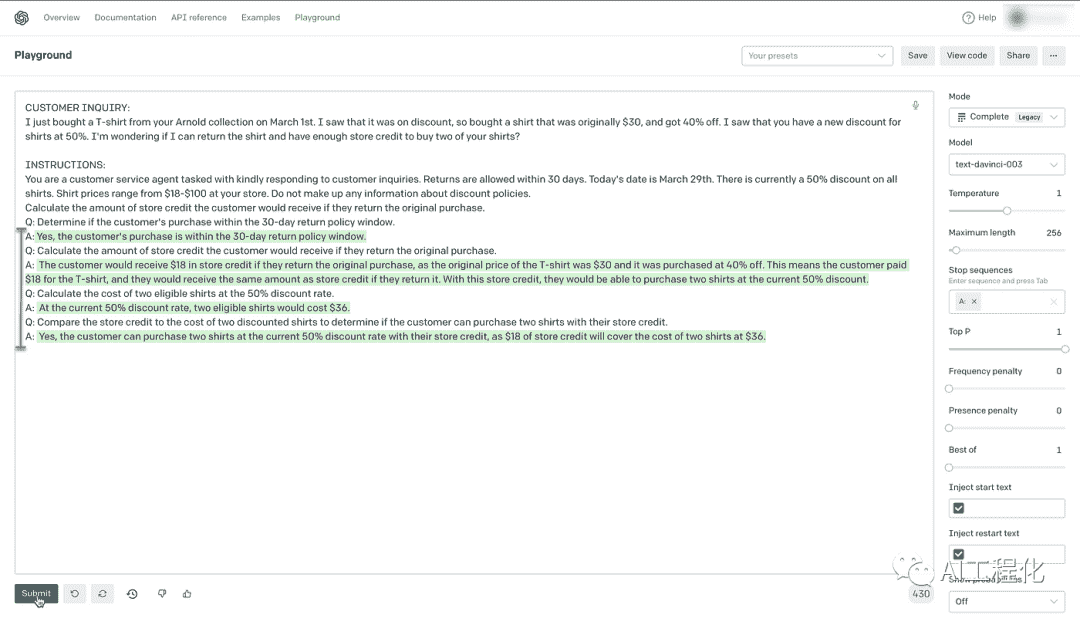 Overview Documentation API reference Examples Playground Help
Playground Your presets Save View code Share ...
CUSTOMER INQUIRY:
I just bought a T-shirt from your Arnold collection on March 1st. I saw that it was on discount, so bought a shirt that was originally $30, and got 40% off. I saw that you have a new discount for
shirts at 50%. I'm wondering if I can return the shirt and have enough store credit to buy two of your shirts?
INSTRUCTIONS:
You are a customer service agent tasked with kindly responding to customer inquiries. Returns are allowed within 30 days. Today's date is March 29th. There is currently a 50% discount on all
shirts. Shirt prices range from $18-$100 at your store. Do not make up any information about discount policies.
Calculate the amount of store credit the customer would receive if they return the original purchase.
Q: Determine if the customer's purchase within the 30-day return policy window.
A: Yes, the customer's purchase is within the 30-day return policy window.
Q: Calculate the amount of store credit the customer would receive if they return the original purchase.
A: The customer would receive $18 in store credit if they return the original purchase, as the original price of the T-shirt was $30 and it was purchased at 40% off. This means the customer paid
$18 for the T-shirt, and they would receive the same amount as store credit if they return it. With this store credit, they would be able to purchase two shirts at the current 50% discount.
Q: Calculate the cost of two eligible shirts at the 50% discount rate.
A: At the current 50% discount rate, two eligible shirts would cost $36.
Q: Compare the store credit to the cost of two discounted shirts to determine if the customer can purchase two shirts with their store credit.
A: Yes, the customer can purchase two shirts at the current 50% discount rate with their store credit, as $18 of store credit will cover the cost of two shirts at $36.
Mode
Complete Legacy
Model
text-davinci-003
Temperature 1
Maximum length 256
Stop sequences
Enter sequence and press Tab
A: ×
Top P 1
Frequency penalty 0
Presence penalty 0
Best of 1
Inject start text
Inject restart text
AI工程化
Show
Off
Submit 430